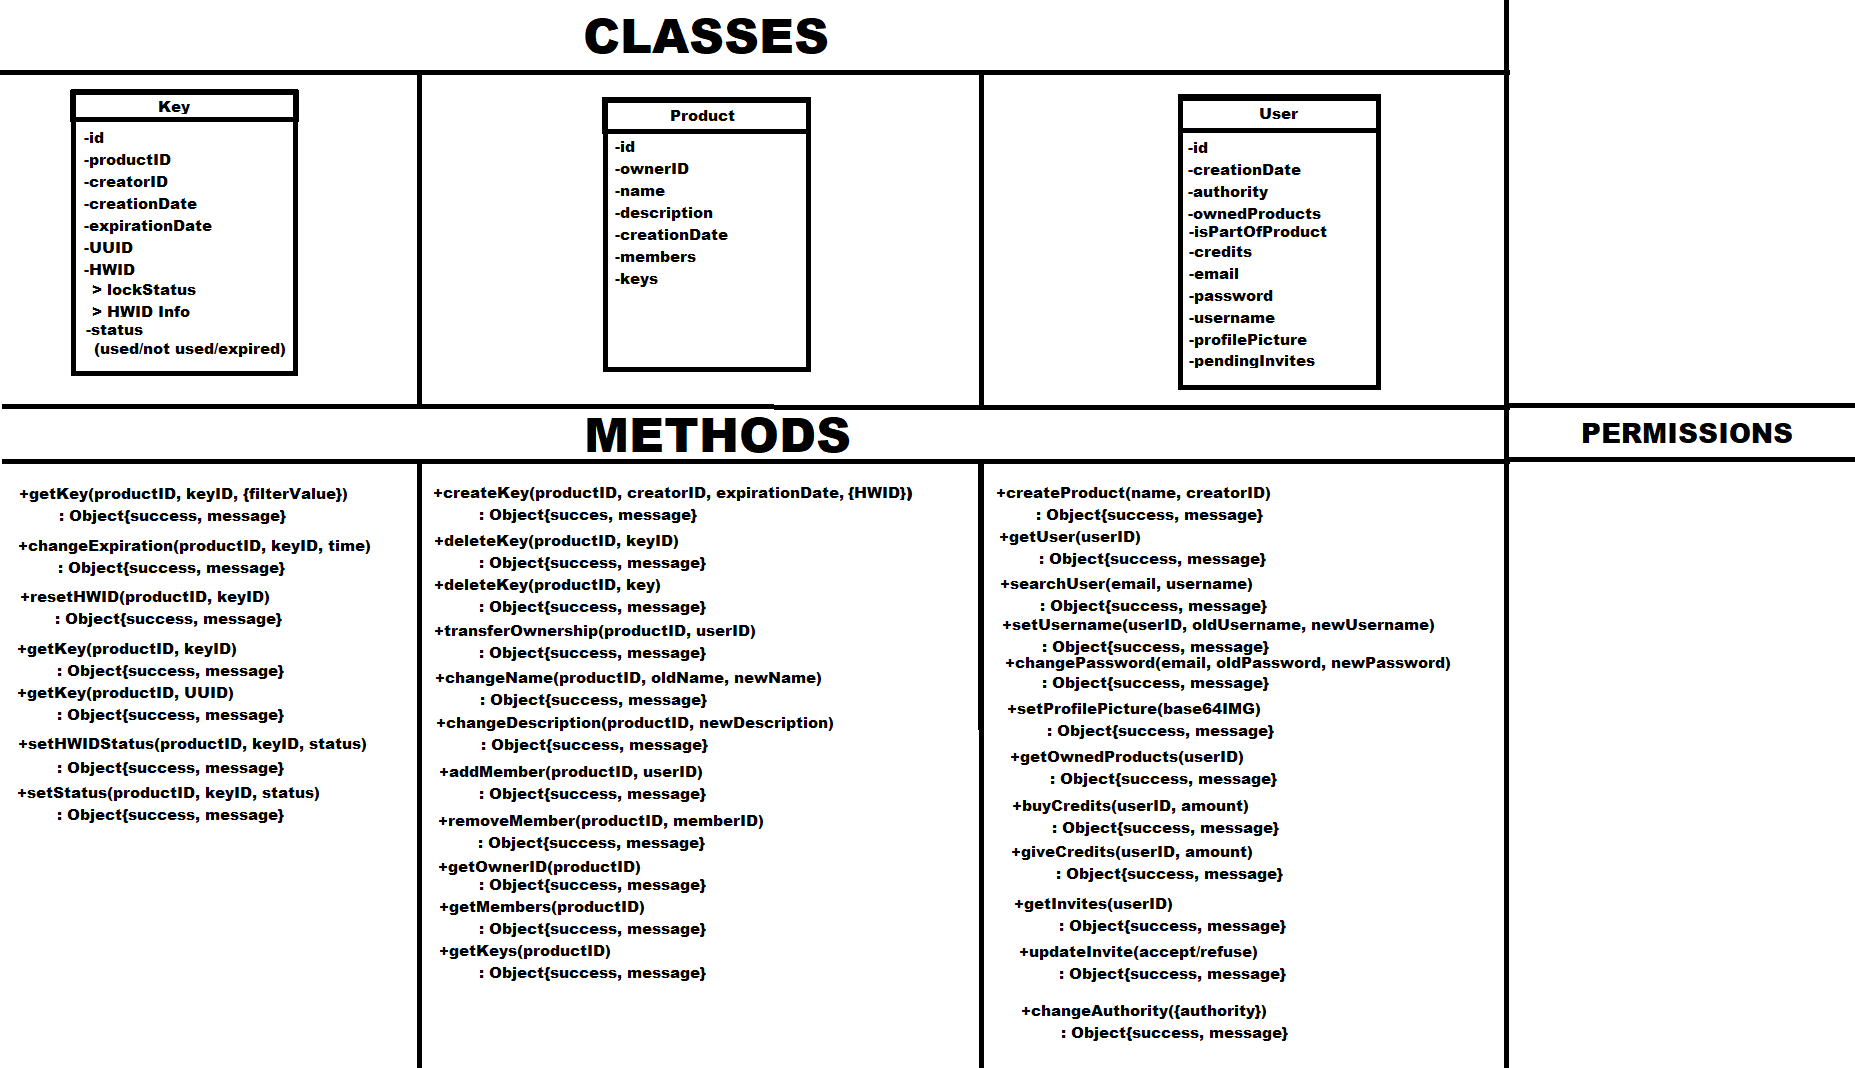 CLASSES
Key
-id
-productID
-creatorID
-creationDate
-expirationDate
-UUID
-HWID
> lockStatus
> HWID Info
-status
(used/not used/expired)
Product
-id
-ownerID
-name
-description
-creationDate
-members
-keys
User
-id
-creationDate
-authority
-ownedProducts
-isPartOfProduct
-credits
-email
-password
-username
-profilePicture
-pendingInvites
METHODS
PERMISSIONS
+getKey(productID, keyID, {filterValue})
: Object{success, message}
+changeExpiration(productID, keyID, time)
: Object{success, message}
+resetHWID(productID, keyID)
: Object{success, message}
+getKey(productID, keyID)
: Object{success, message}
+getKey(productID, UUID)
: Object{success, message}
+setHWIDStatus(productID, keyID, status)
: Object{success, message}
+setStatus(productID, keyID, status)
: Object{success, message}
+createKey(productID, creatorID, expirationDate, {HWID})
: Object{succes, message}
+deleteKey(productID, keyID)
: Object{success, message}
+deleteKey(productID, key)
: Object{success, message}
+transferOwnership(productID, userID)
: Object{success, message}
+changeName(productID, oldName, newName)
: Object{success, message}
+changeDescription(productID, newDescription)
: Object{success, message}
+addMember(productID, userID)
: Object{success, message}
+removeMember(productID, memberID)
: Object{success, message}
+getOwnerID(productID)
: Object{success, message}
+getMembers(productID)
: Object{success, message}
+getKeys(productID)
: Object{success, message}
+createProduct(name, creatorID)
: Object{success, message}
+getUser(userID)
: Object{success, message}
+searchUser(email, username)
: Object{success, message}
+setUsername(userID, oldUsername, newUsername)
: Object{success, message}
+changePassword(email, oldPassword, newPassword)
: Object{success, message}
+setProfilePicture(base64IMG)
: Object{success, message}
+getOwnedProducts(userID)
: Object{success, message}
+buyCredits(userID, amount)
: Object{success, message}
+giveCredits(userID, amount)
: Object{success, message}
+getInvites(userID)
: Object{success, message}
+updateInvite(accept/refuse)
: Object{success, message}
+changeAuthority({authority})
: Object{success, message}